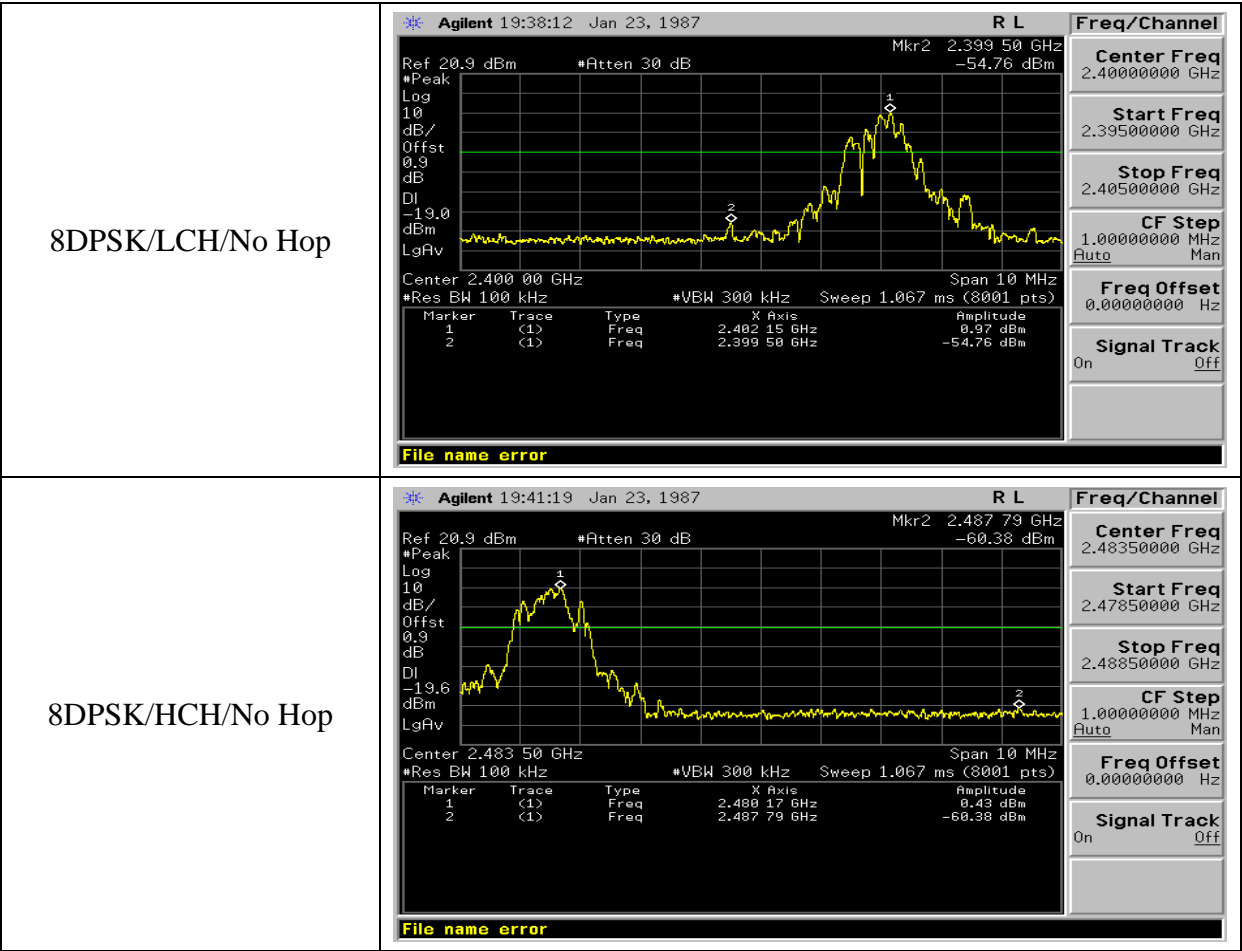 8DPSK/LCH/No Hop
Agilent 19:38:12 Jan 23, 1987 R L Freq/Channel
Mkr2 2.399 50 GHz
Ref 20.9 dBm #Atten 30 dB -54.76 dBm
#Peak
Log
10
dB/
Offst
0.9
dB
DI
-19.0
dBm
LgAv
1
2
Center 2.400 00 GHz Span 10 MHz
#Res BW 100 kHz #VBW 300 kHz Sweep 1.067 ms (8001 pts)
Marker Trace Type X Axis Amplitude
1 (1) Freq 2.402 15 GHz 0.97 dBm
2 (1) Freq 2.399 50 GHz -54.76 dBm
File name error
Center Freq
2.40000000 GHz
Start Freq
2.39500000 GHz
Stop Freq
2.40500000 GHz
CF Step
1.00000000 MHz
Auto Man
Freq Offset
0.00000000 Hz
Signal Track
On Off
8DPSK/HCH/No Hop
Agilent 19:41:19 Jan 23, 1987 R L Freq/Channel
Mkr2 2.487 79 GHz
Ref 20.9 dBm #Atten 30 dB -60.38 dBm
#Peak
Log
10
dB/
Offst
0.9
dB
DI
-19.6
dBm
LgAv
1
2
Center 2.483 50 GHz Span 10 MHz
#Res BW 100 kHz #VBW 300 kHz Sweep 1.067 ms (8001 pts)
Marker Trace Type X Axis Amplitude
1 (1) Freq 2.480 17 GHz 0.43 dBm
2 (1) Freq 2.487 79 GHz -60.38 dBm
File name error
Center Freq
2.48350000 GHz
Start Freq
2.47850000 GHz
Stop Freq
2.48850000 GHz
CF Step
1.00000000 MHz
Auto Man
Freq Offset
0.00000000 Hz
Signal Track
On Off